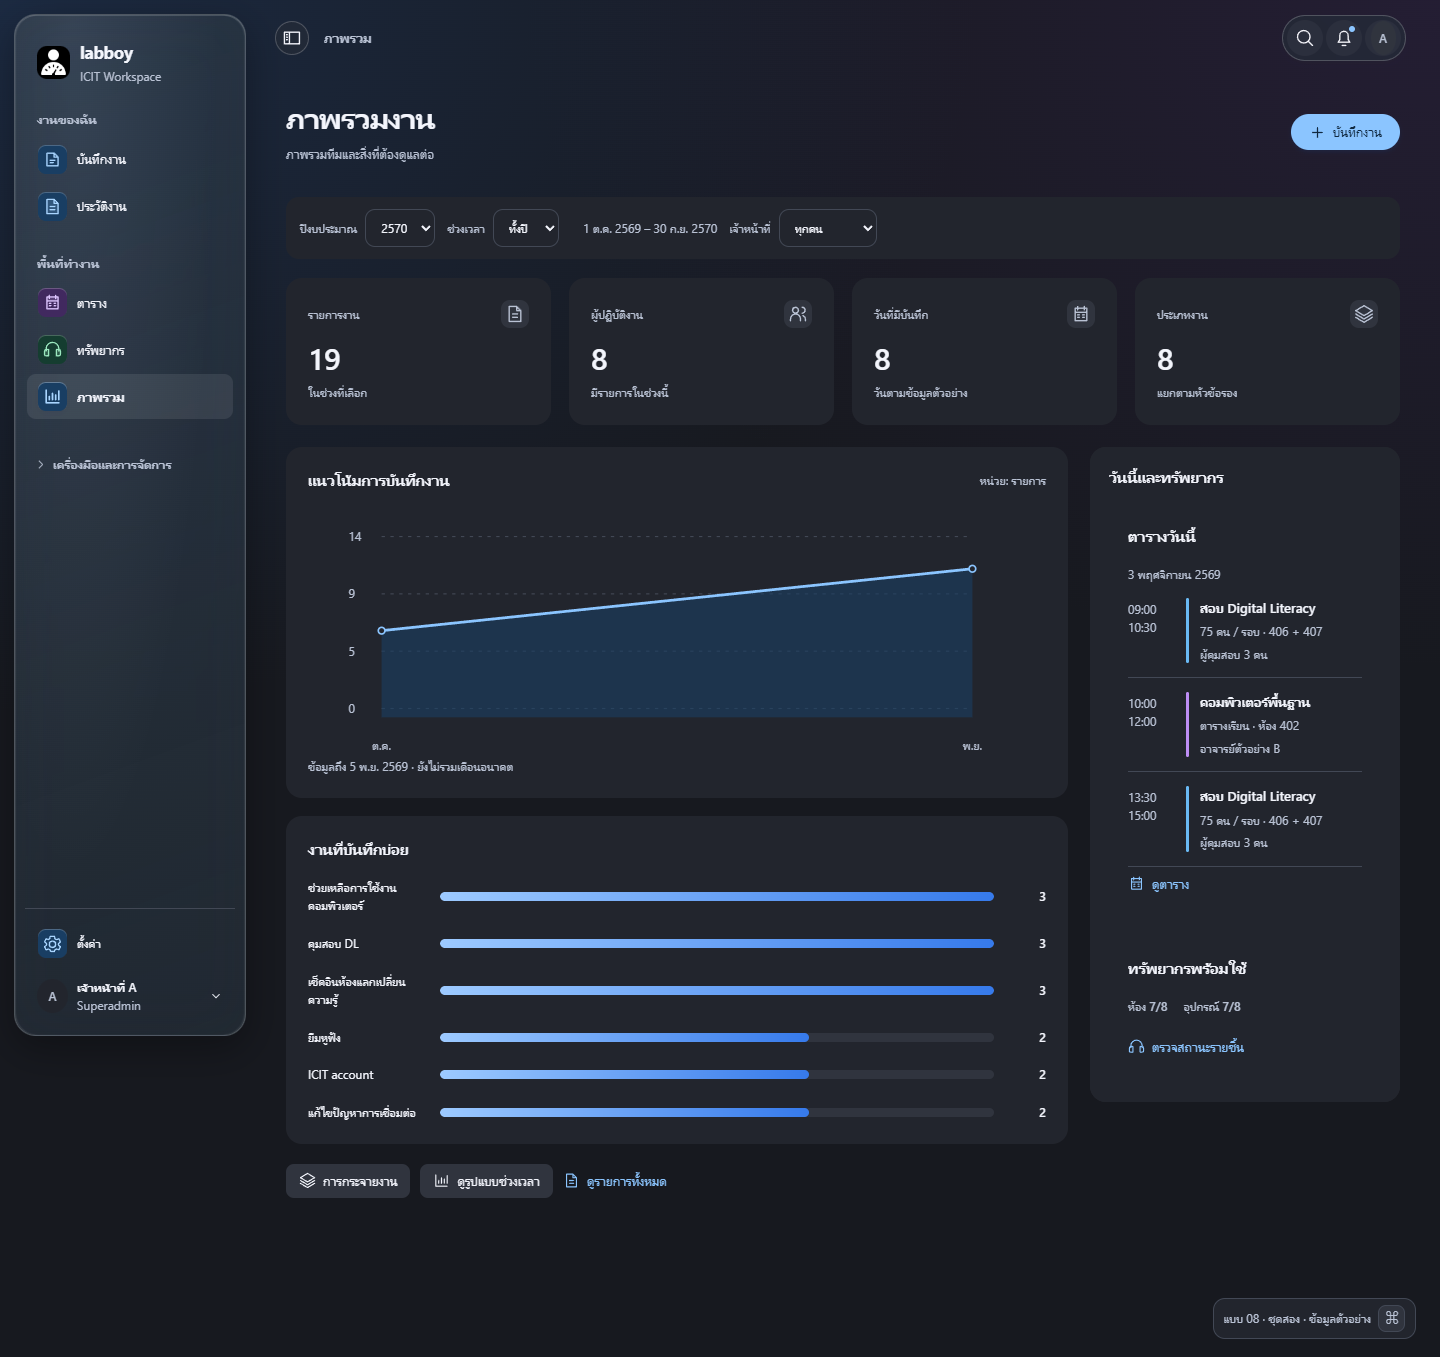 labboy
ICIT Workspace
งานของฉัน
บันทึกงาน
ประวัติงาน
พื้นที่ทำงาน
ตาราง
ทรัพยากร
ภาพรวม
เครื่องมือและการจัดการ
ตั้งค่า
A
เจ้าหน้าที่ A
Superadmin
ภาพรวม
A
ภาพรวมงาน
ภาพรวมทีมและสิ่งที่ต้องดูแลต่อ
บันทึกงาน
ปีงบประมาณ 2570 ช่วงเวลา ทั้งปี 1 ต.ค. 2569 – 30 ก.ย. 2570 เจ้าหน้าที่ ทุกคน
รายการงาน
19
ในช่วงที่เลือก
ผู้ปฏิบัติงาน
8
มีรายการในช่วงนี้
วันที่มีบันทึก
8
วันตามข้อมูลตัวอย่าง
ประเภทงาน
8
แยกตามหัวข้อรอง
แนวโน้มการบันทึกงาน
หน่วย: รายการ
14
9
5
0
ต.ค. พ.ย.
ข้อมูลถึง 5 พ.ย. 2569 · ยังไม่รวมเดือนอนาคต
งานที่บันทึกบ่อย
ช่วยเหลือการใช้งาน
คอมพิวเตอร์
3
คุมสอบ DL 3
เช็คอินห้องแลกเปลี่ยน
ความรู้
3
ยืมหูฟัง 2
ICIT account 2
แก้ไขปัญหาการเชื่อมต่อ 2
การกระจายงาน
ดูรูปแบบช่วงเวลา
ดูรายการทั้งหมด
วันนี้และทรัพยากร
ตารางวันนี้
3 พฤศจิกายน 2569
09:00
10:30
สอบ Digital Literacy
75 คน / รอบ · 406 + 407
ผู้คุมสอบ 3 คน
10:00
12:00
คอมพิวเตอร์พื้นฐาน
ตารางเรียน · ห้อง 402
อาจารย์ตัวอย่าง B
13:30
15:00
สอบ Digital Literacy
75 คน / รอบ · 406 + 407
ผู้คุมสอบ 3 คน
ดูตาราง
ทรัพยากรพร้อมใช้
ห้อง 7/8 อุปกรณ์ 7/8
ตรวจสถานะรายชิ้น
แบบ 08 · ชุดสอง · ข้อมูลตัวอย่าง ⌘